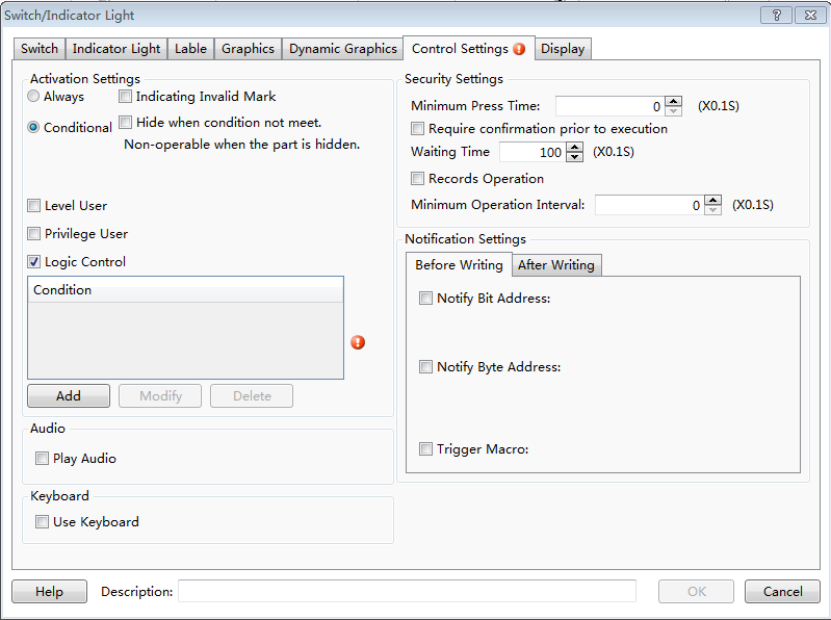 Switch/Indicator Light
Switch Indicator Light Lable Graphics Dynamic Graphics Control Settings Display
Activation Settings
Always
Indicating Invalid Mark
Conditional
Hide when condition not meet.
Non-operable when the part is hidden.
Level User
Privilege User
Logic Control
Condition
Add Modify Delete
Audio
Play Audio
Keyboard
Use Keyboard
Security Settings
Minimum Press Time: 0 (X0.1S)
Require confirmation prior to execution
Waiting Time 100 (X0.1S)
Records Operation
Minimum Operation Interval: 0 (X0.1S)
Notification Settings
Before Writing After Writing
Notify Bit Address:
Notify Byte Address:
Trigger Macro:
Help Description: OK Cancel